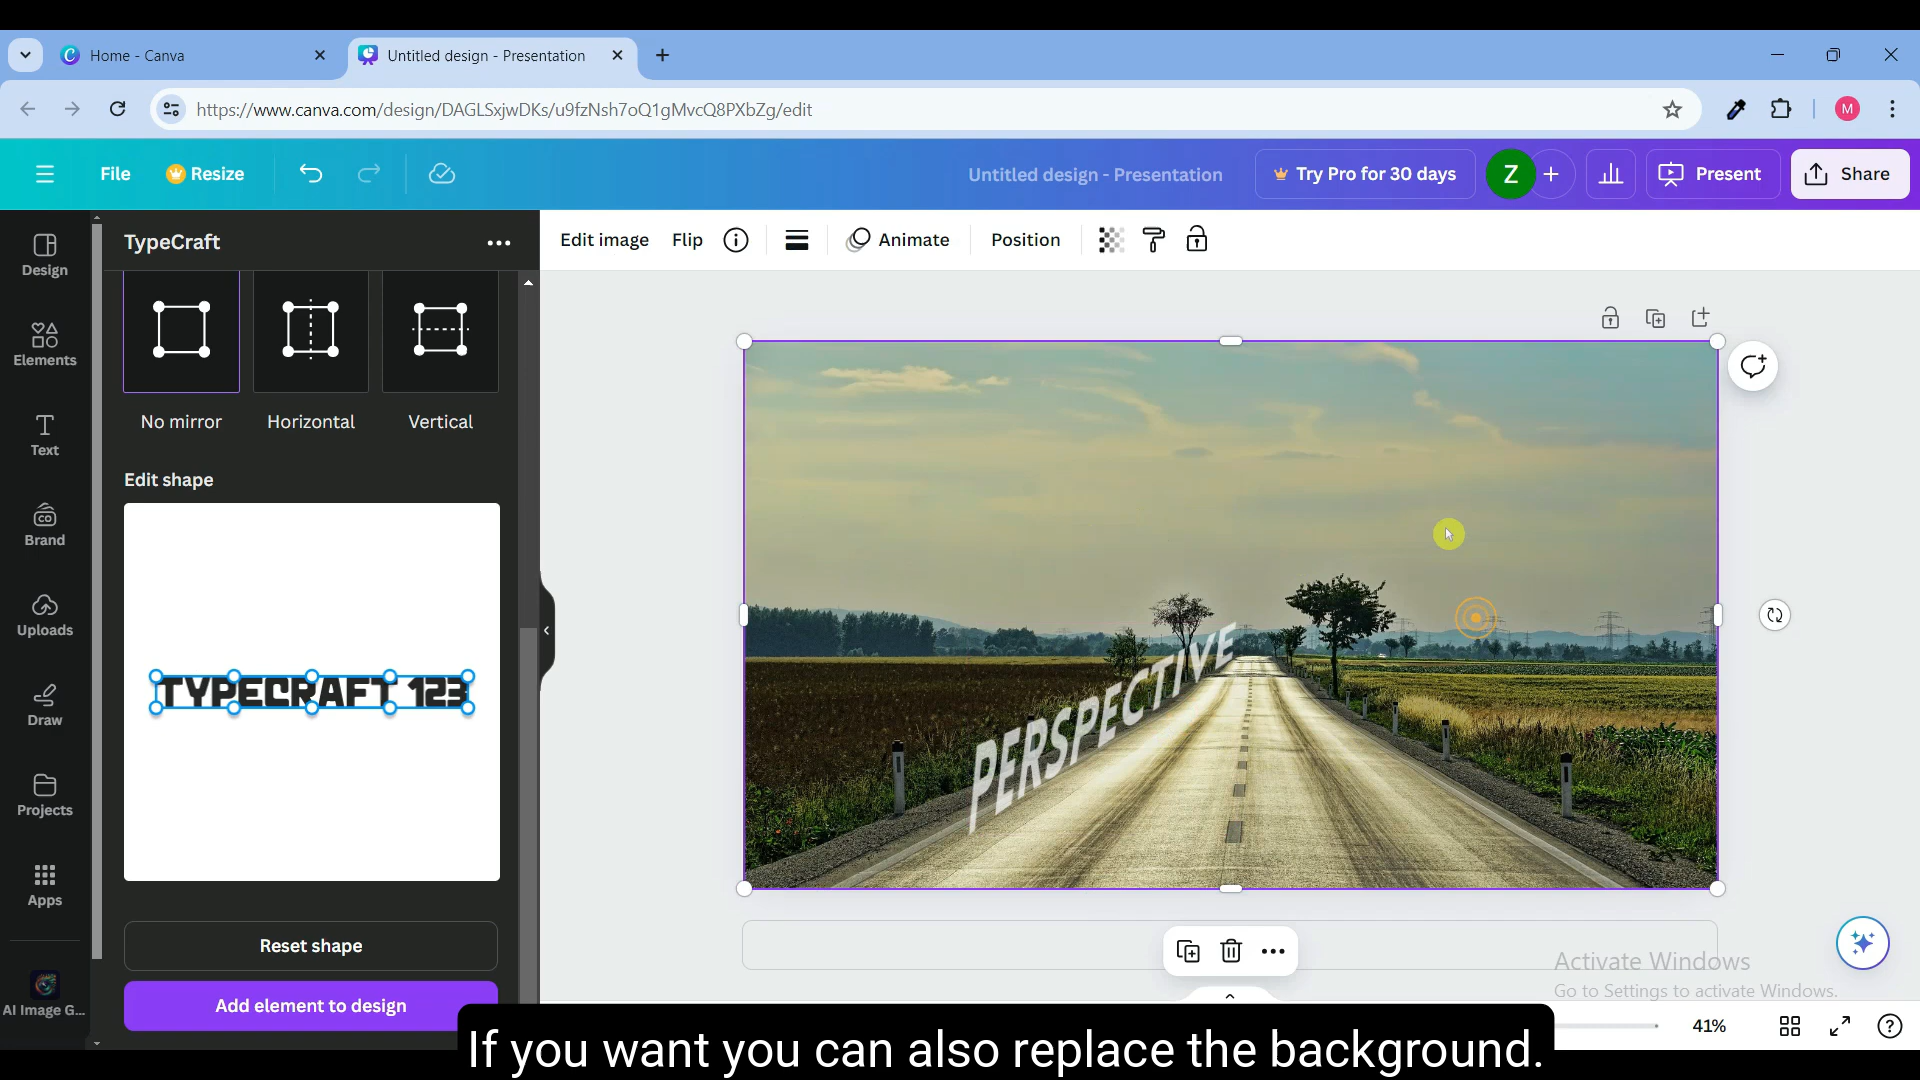 Home - Canva
Untitled design - Presentation
https://www.canva.com/design/DAGLSxjwDKs/u9fzNsh7oQ1gMvcQ8PXbZg/edit
M
File
Resize
Untitled design - Presentation
Try Pro for 30 days
Z
Present
Share
Design
Elements
Text
Brand
Uploads
Draw
Projects
Apps
AI Image G...
TypeCraft
No mirror
Horizontal
Vertical
Edit shape
TYPECRAFT 123
Reset shape
Add element to design
Edit image
Flip
Animate
Position
PERSPECTIVE
Activate Windows
Go to Settings to activate Windows.
41%
If you want you can also replace the background.